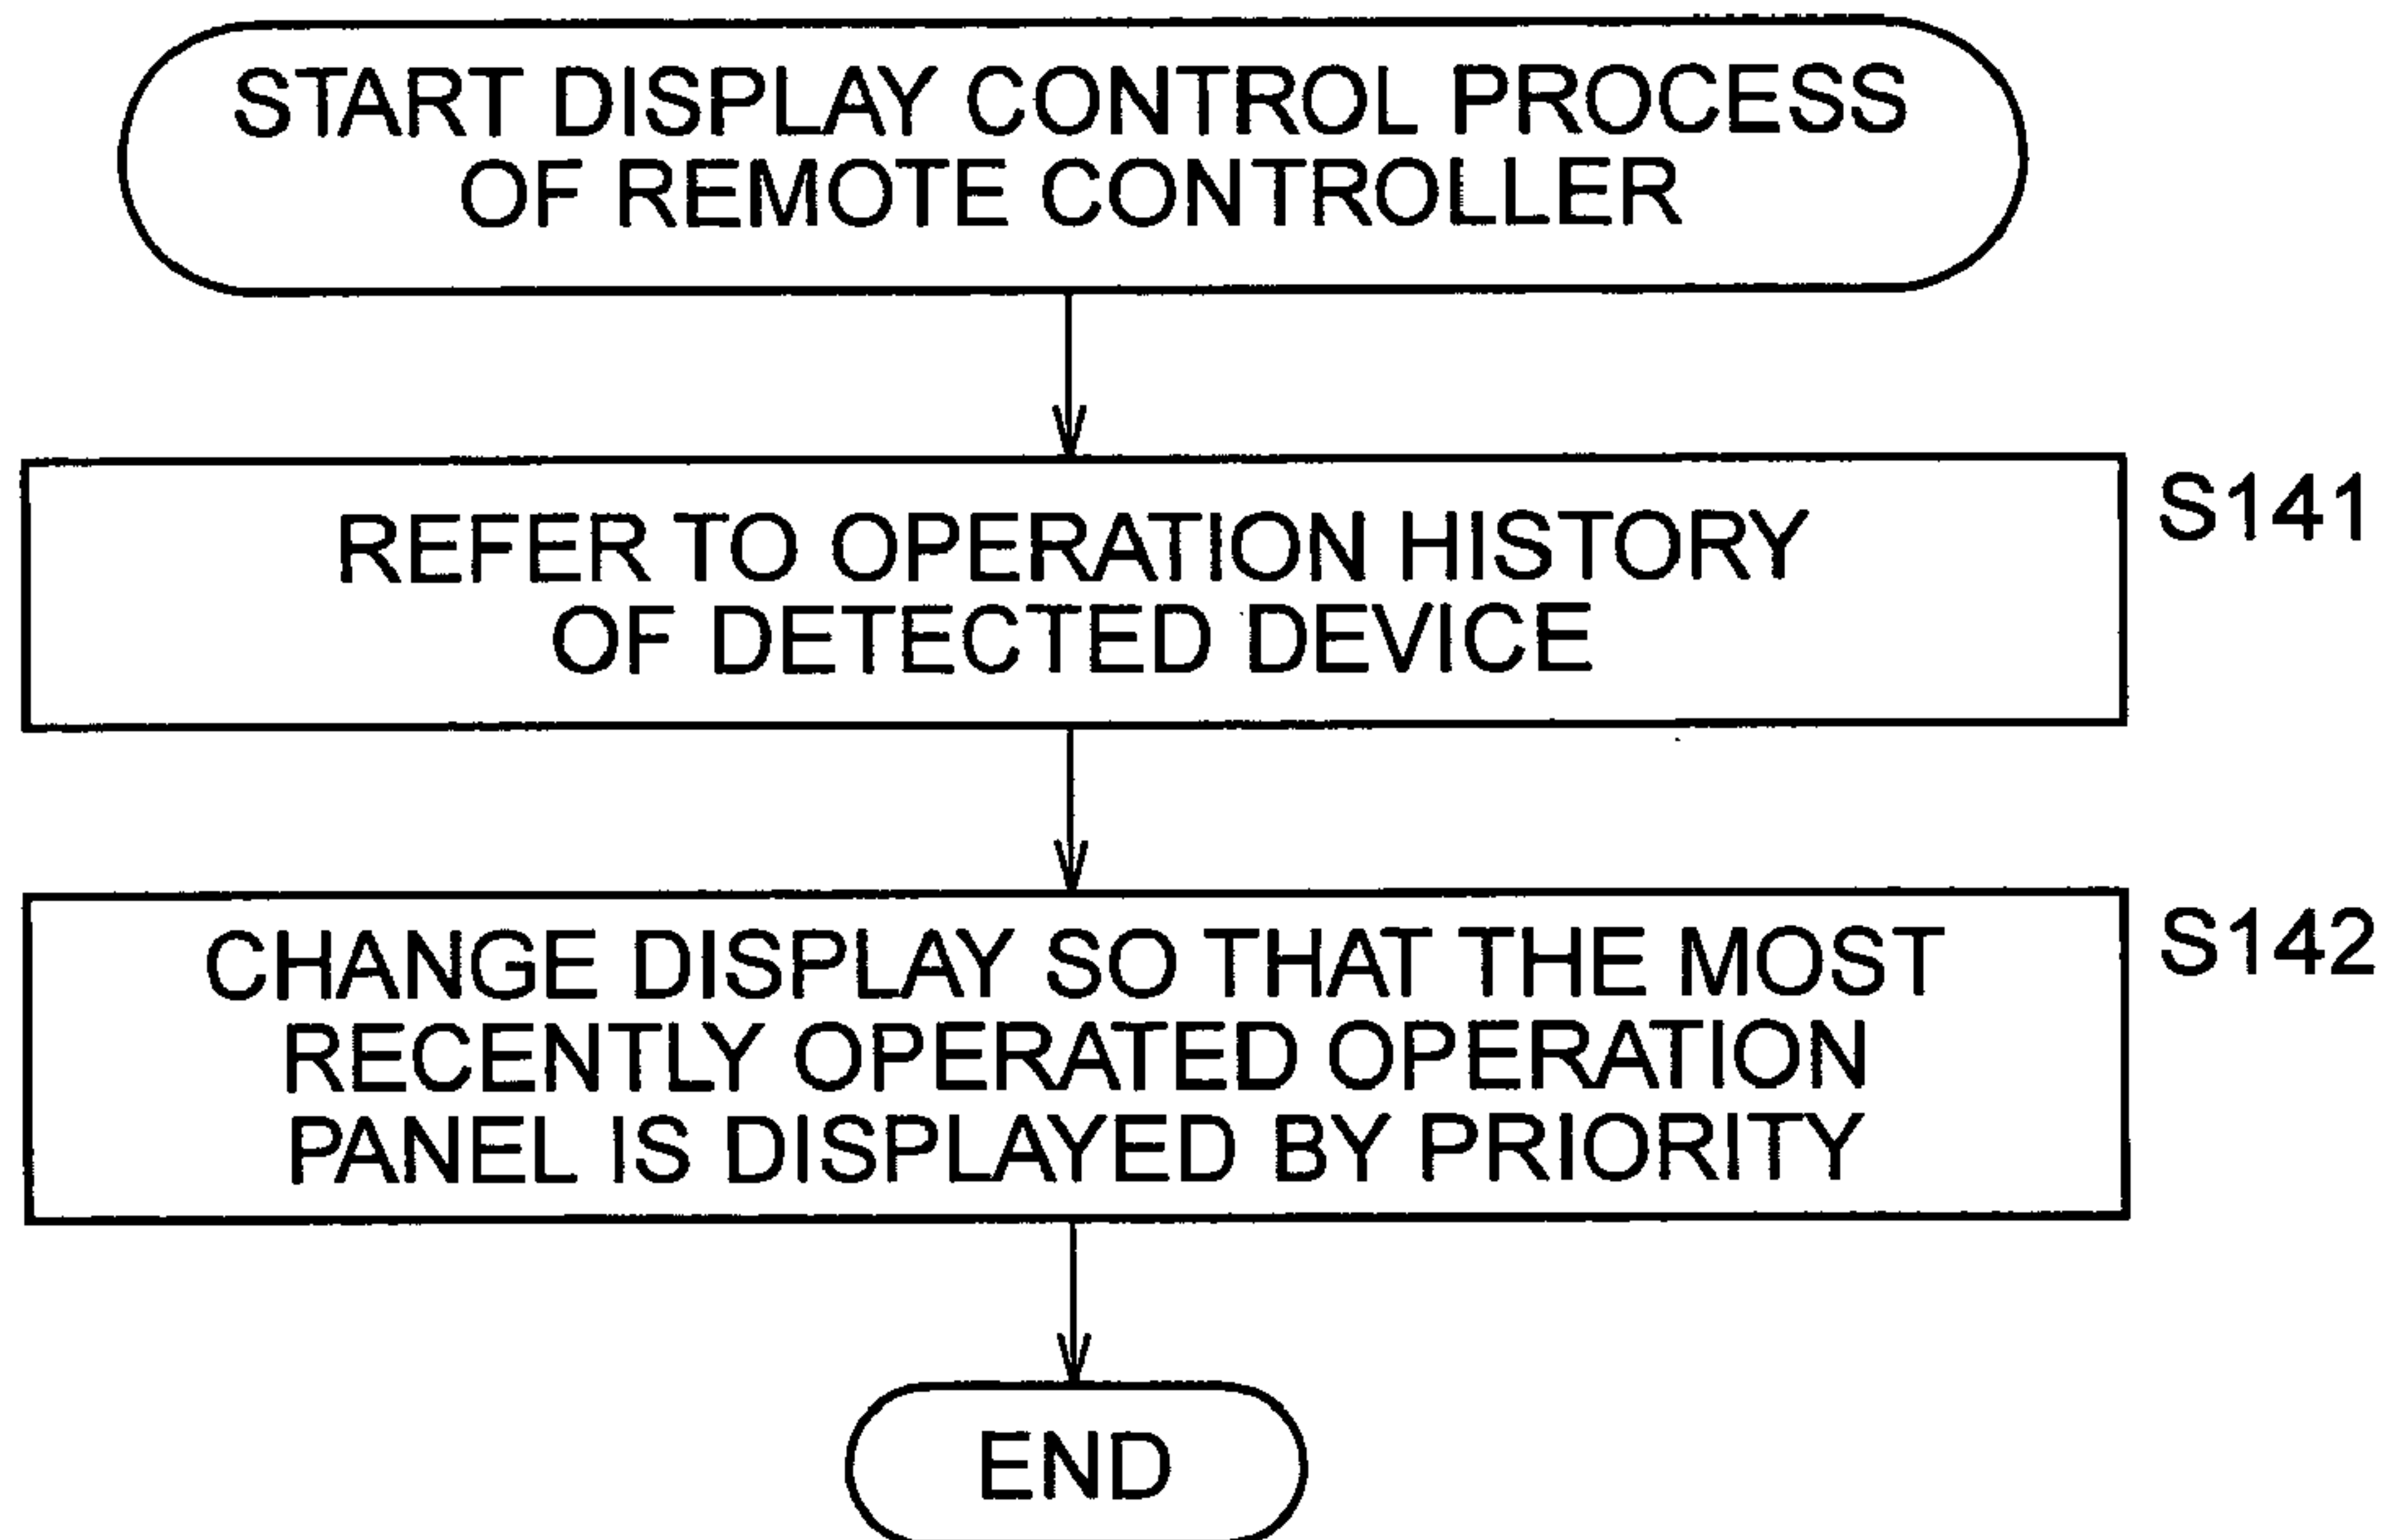 START DISPLAY CONTROL PROCESS
OF REMOTE CONTROLLER
REFER TO OPERATION HISTORY
OF DETECTED DEVICE
S141
CHANGE DISPLAY SO THAT THE MOST
RECENTLY OPERATED OPERATION
PANEL IS DISPLAYED BY PRIORITY
S142
END